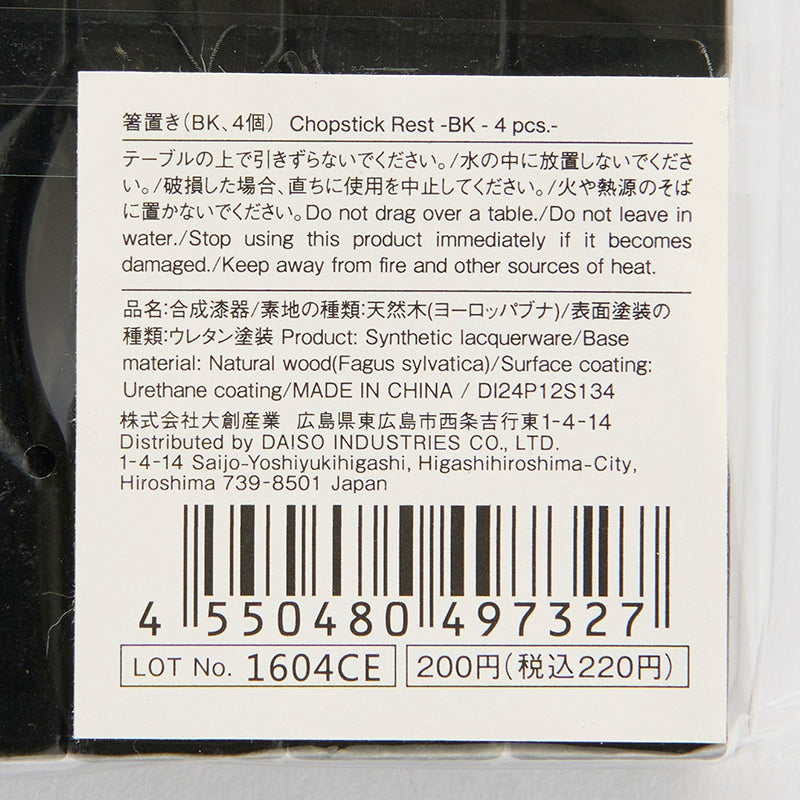 箸置き(BK、4個) Chopstick Rest -BK - 4 pcs.-
テーブルの上で引きずらないでください。/水の中に放置しないでくださ
い。/破損した場合、直ちに使用を中止してください。/火や熱源のそば
に置かないでください。Do not drag over a table./Do not leave in
water./Stop using this product immediately if it becomes
damaged./Keep away from fire and other sources of heat.
品名:合成漆器/素地の種類:天然木(ヨーロッパブナ)/表面塗装の
種類:ウレタン塗装 Product: Synthetic lacquerware/Base
material: Natural wood(Fagus sylvatica)/Surface coating:
Urethane coating/MADE IN CHINA / DI24P12S134
株式会社大創産業 広島県東広島市西条吉行東1-4-14
Distributed by DAISO INDUSTRIES CO., LTD.
1-4-14 Saijo-Yoshiyukihigashi, Higashihiroshima-City,
Hiroshima 739-8501 Japan
4 550480 497327
LOT No. 1604CE 200円(税込220円)